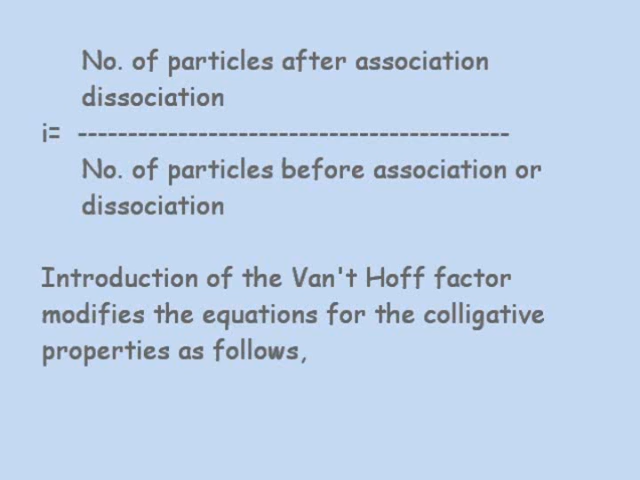 No. of particles after association
dissociation
i= -------------------------------------------
No. of particles before association or
dissociation
Introduction of the Van't Hoff factor
modifies the equations for the colligative
properties as follows,